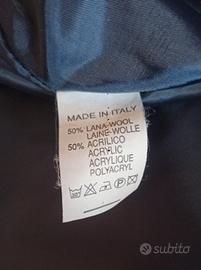 MADE IN ITALY
50% LANA-WOOL
LAINE-WOLLE
50% ACRILICO
ACRYLIC
ACRYLIQUE
POLYACRYL
subito